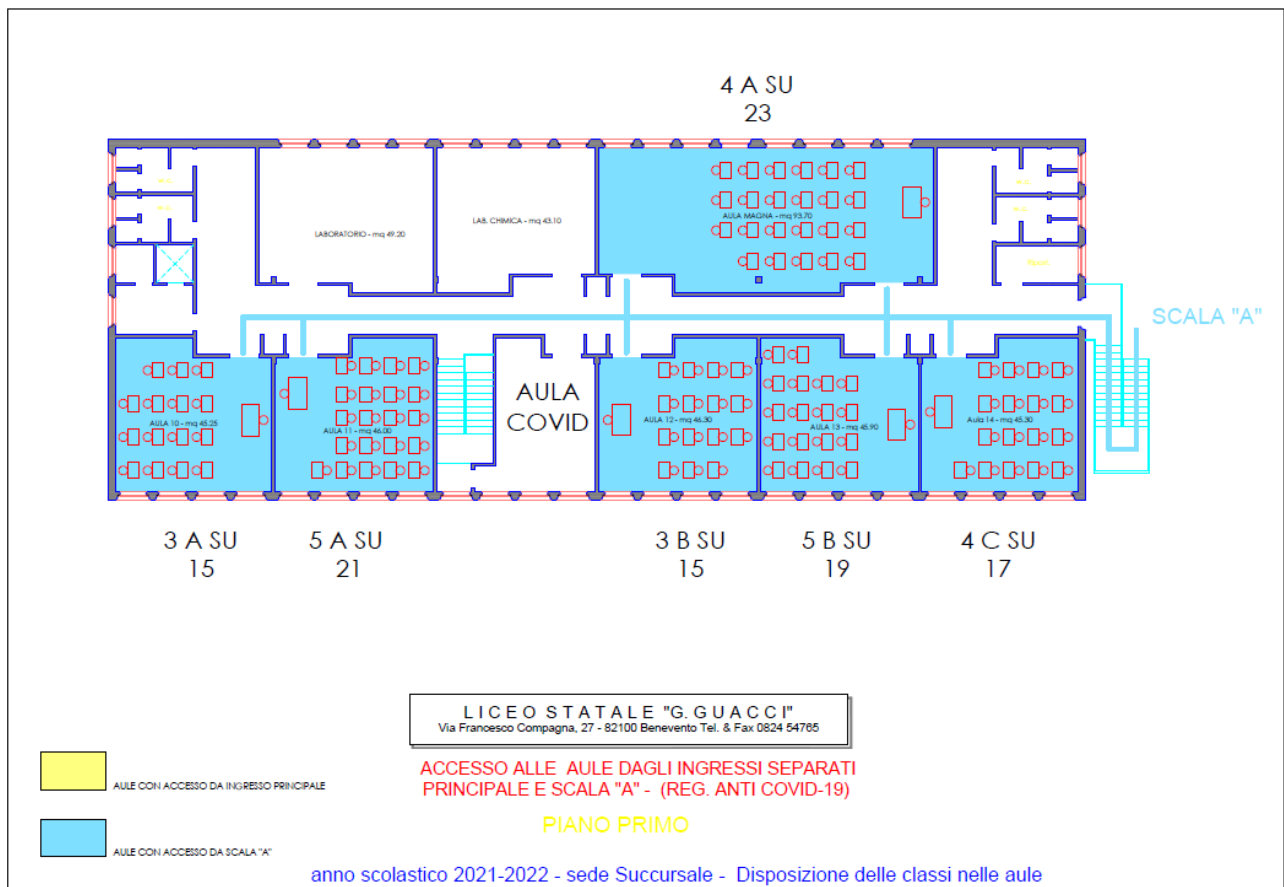 4 A SU
23
LABORATORIO - mq 49.20
LAB. CHIMICA - mq 43.10
AULA MAGNA - mq 93.70
SCALA "A"
AULA 10 - mq 45.25
AULA 11 - mq 46.00
AULA
COVID
AULA 12 - mq 46.30
AULA 13 - mq 45.90
Aula 14 - mq 45.30
3 A SU
15
5 A SU
21
3 B SU
15
5 B SU
19
4 C SU
17
LICEO STATALE "G. GUACCI"
Via Francesco Compagna, 27 - 82100 Benevento Tel. & Fax 0824 54765
AULE CON ACCESSO DA INGRESSO PRINCIPALE
ACCESSO ALLE AULE DAGLI INGRESSI SEPARATI
PRINCIPALE E SCALA "A" - (REG. ANTI COVID-19)
PIANO PRIMO
AULE CON ACCESSO DA SCALA "A"
anno scolastico 2021-2022 - sede Succursale - Disposizione delle classi nelle aule